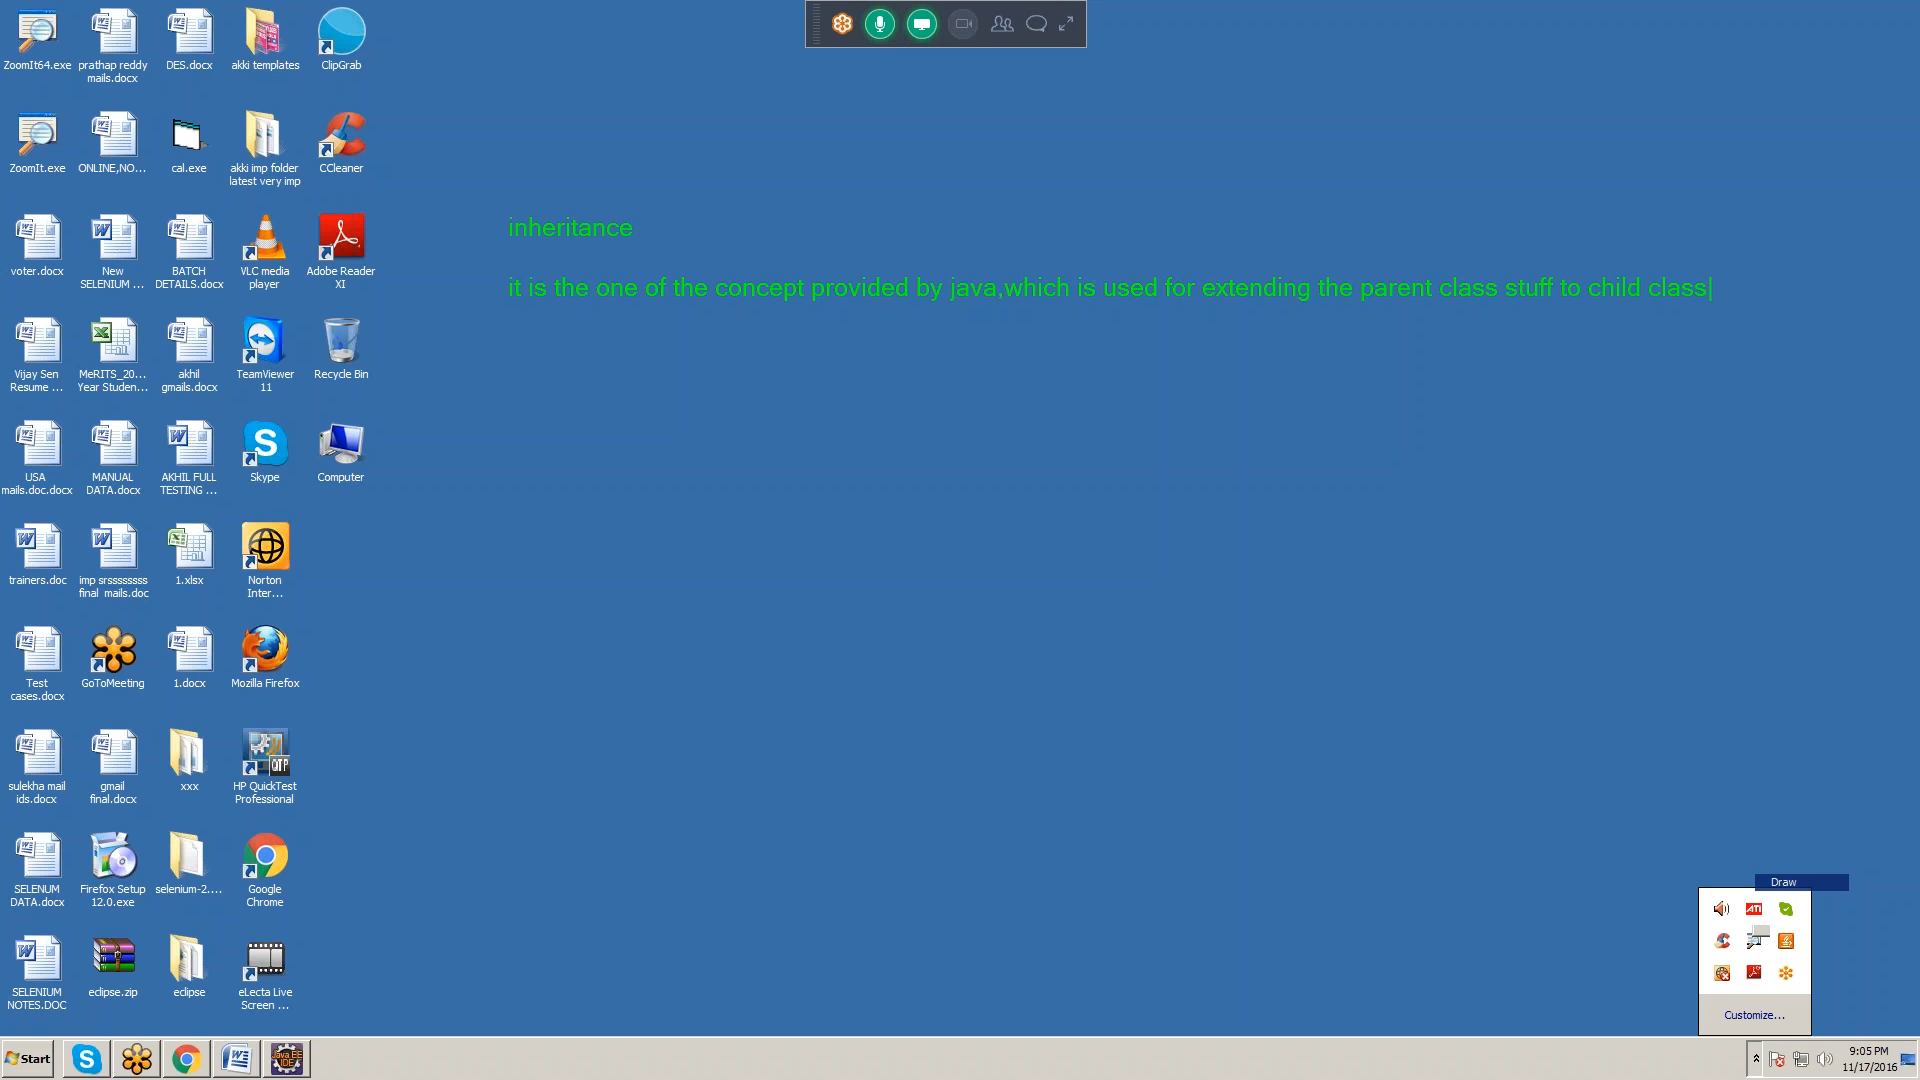 ZoomIt64.exe
prathap reddy
mails.docx
DES.docx
akki templates
ClipGrab
ZoomIt.exe
ONLINE,NO...
cal.exe
akki imp folder
latest very imp
CCleaner
inheritance
it is the one of the concept provided by java,which is used for extending the parent class stuff to child class
voter.docx
New
SELENIUM ...
BATCH
DETAILS.docx
VLC media
player
Adobe Reader
XI
Vijay Sen
Resume ...
MeRITS_20...
Year Studen...
akhil
gmails.docx
TeamViewer
11
Recycle Bin
USA
mails.doc.docx
MANUAL
DATA.docx
AKHIL FULL
TESTING ...
Skype
Computer
trainers.doc
imp srssssssss
final mails.doc
1.xlsx
Norton
Inter...
Test
cases.docx
GoToMeeting
1.docx
Mozilla Firefox
sulekha mail
ids.docx
gmail
final.docx
xxx
QTP
HP QuickTest
Professional
SELENUM
DATA.docx
Firefox Setup
12.0.exe
selenium-2....
Google
Chrome
Draw
ATI
SELENIUM
NOTES.DOC
eclipse.zip
eclipse
eLecta Live
Screen ...
Customize...
Start
Java EE
IDE
9:05 PM
11/17/2016